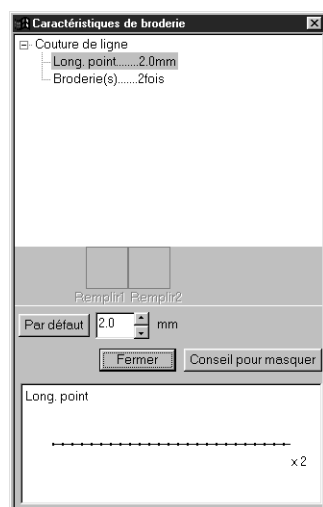 Caractéristiques de broderie
Couture de ligne
Long. point.......2.0mm
Broderie(s)......2fois
Remplir1 Remplir2
Par défaut 2.0 mm
Fermer Conseil pour masquer
Long. point
x 2